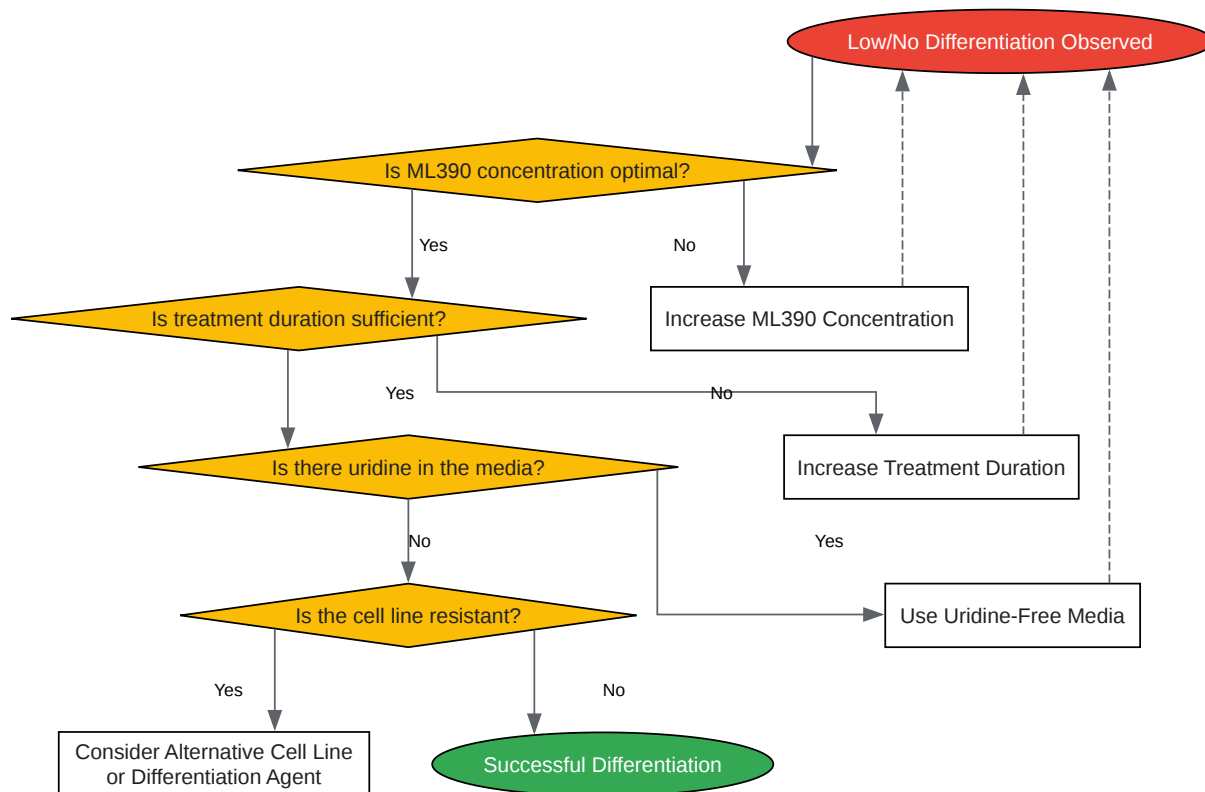 Low/No Differentiation Observed
Is ML390 concentration optimal?
Yes
No
Is treatment duration sufficient?
Increase ML390 Concentration
Yes
No
Is there uridine in the media?
Increase Treatment Duration
No
Yes
Is the cell line resistant?
Use Uridine-Free Media
Yes
No
Consider Alternative Cell Line
or Differentiation Agent
Successful Differentiation